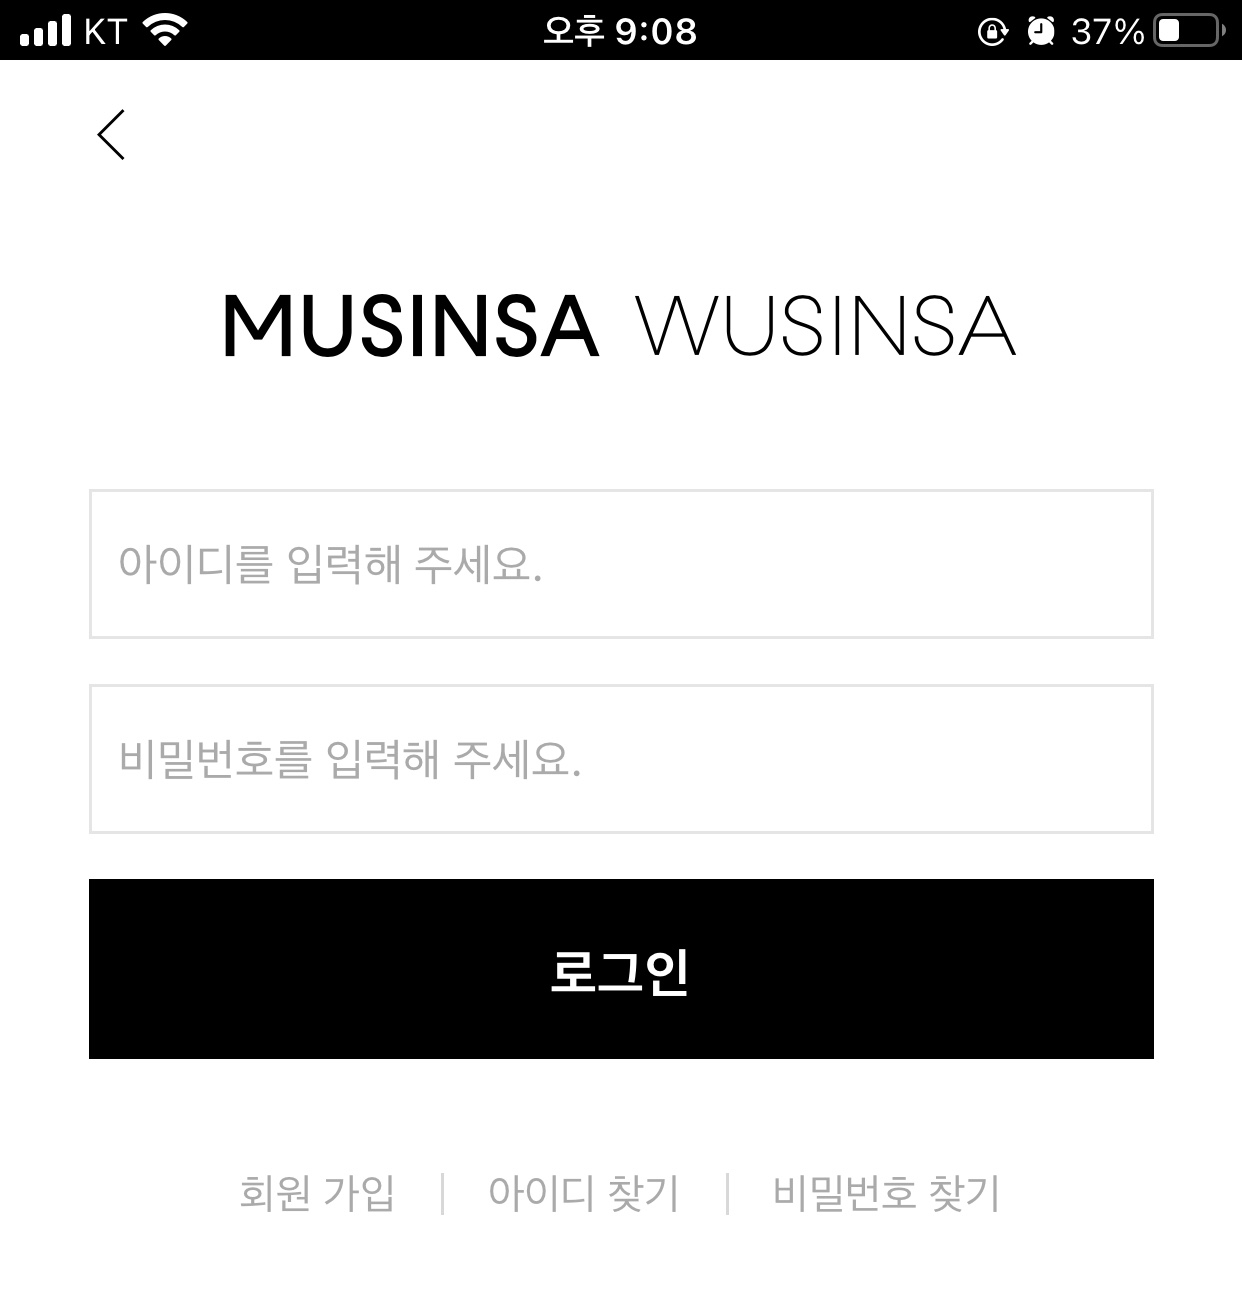 KT 오후 9:08 37%
MUSINSA WUSINSA
아이디를 입력해 주세요.
비밀번호를 입력해 주세요.
로그인
회원 가입 | 아이디 찾기 | 비밀번호 찾기